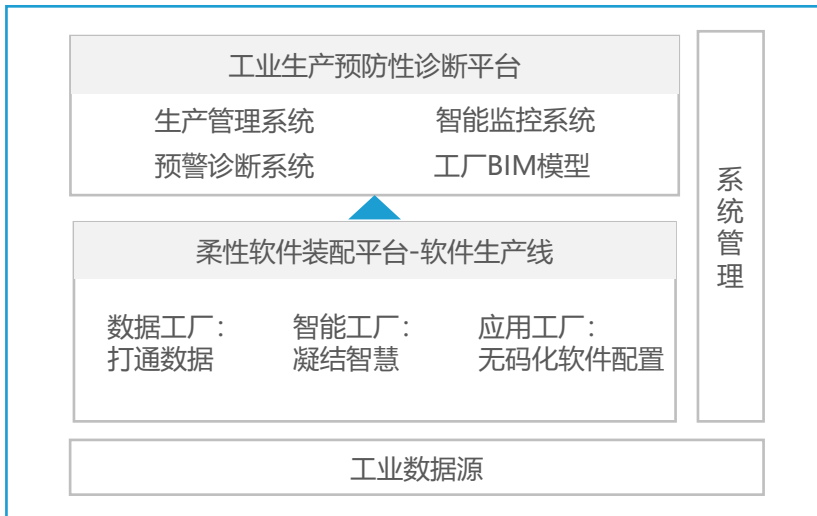 工业生产预防性诊断平台
生产管理系统 智能监控系统
预警诊断系统 工厂BIM模型
柔性软件装配平台-软件生产线
数据工厂： 智能工厂： 应用工厂：
打通数据 凝结智慧 无码化软件配置
工业数据源
系统管理